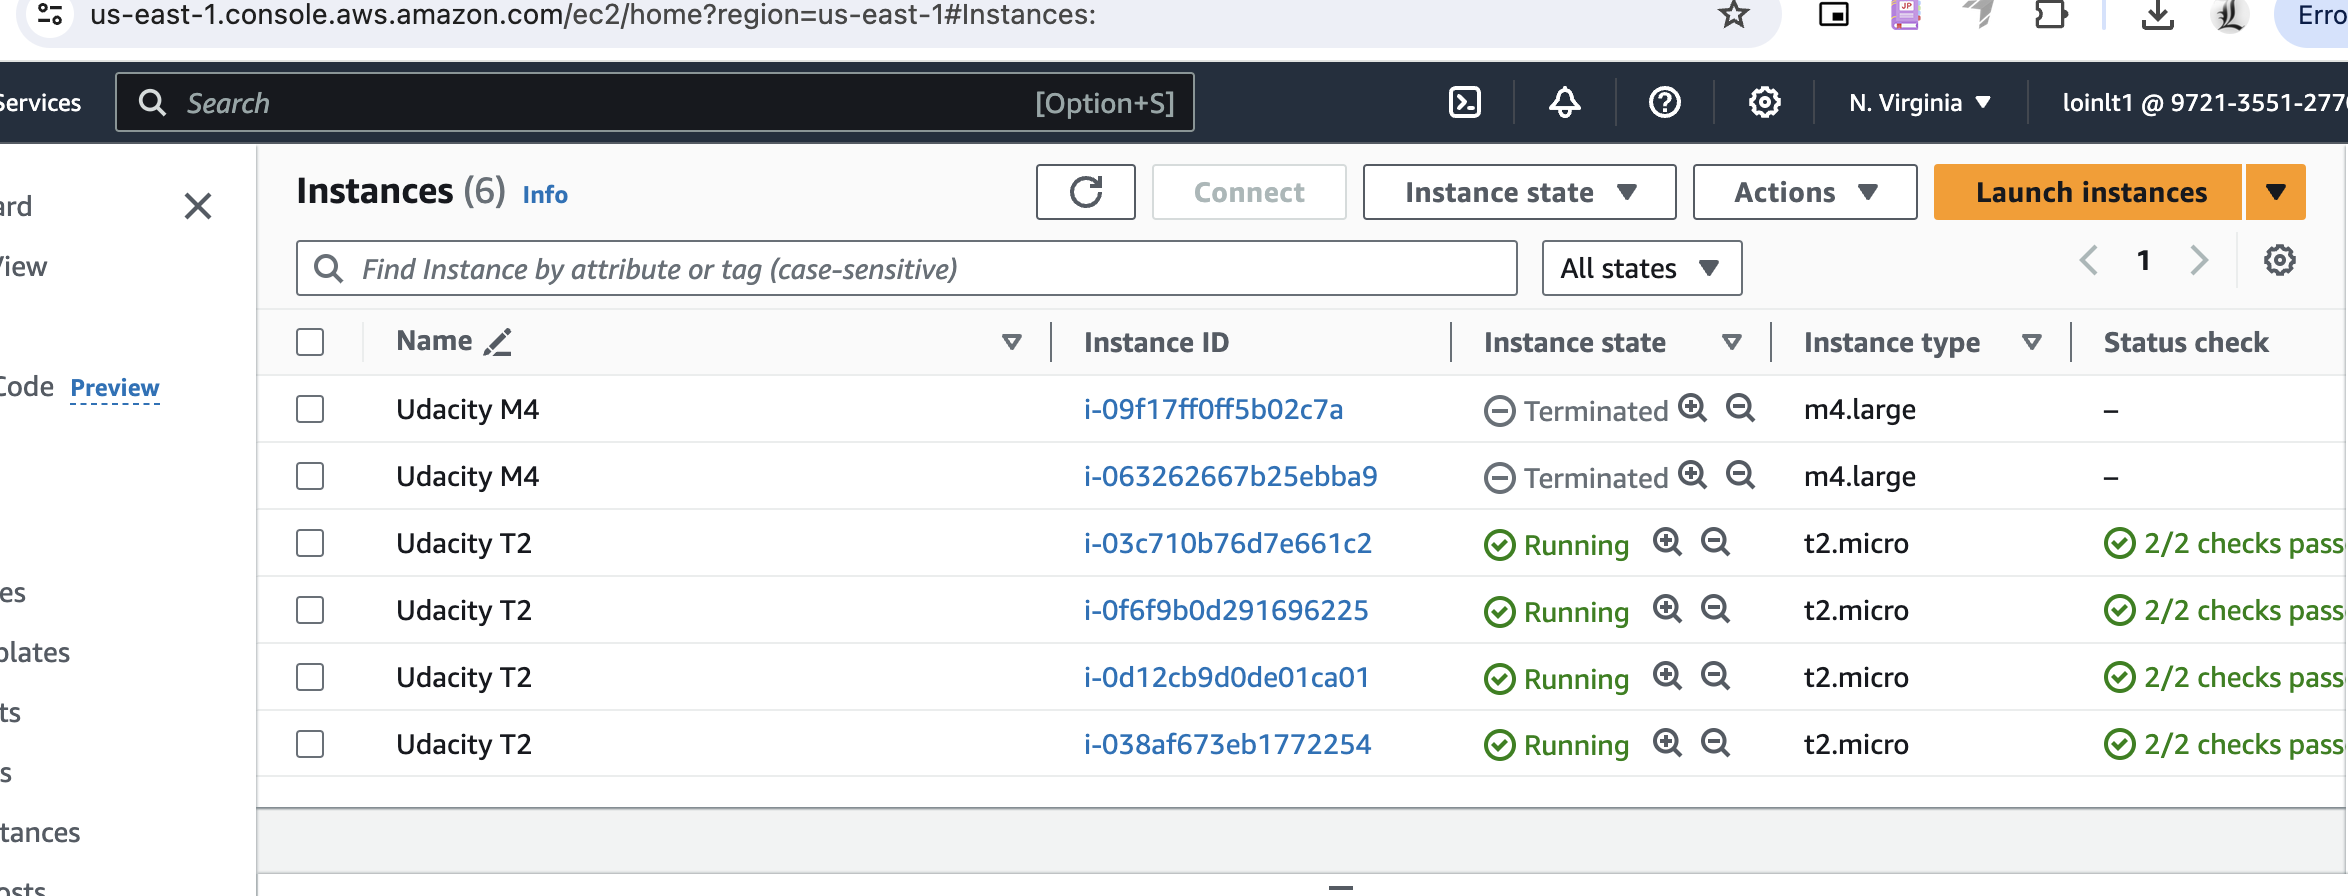 us-east-1.console.aws.amazon.com/ec2/home?region=us-east-1#Instances:
JP
Erro
Services
Search
[Option+S]
N. Virginia
loinlt1 @ 9721-3551-277
ard
View
Code Preview
es
plates
ts
s
tances
osts
Instances (6) Info
Connect
Instance state
Actions
Launch instances
Find Instance by attribute or tag (case-sensitive)
All states
1
Name Instance ID Instance state Instance type Status check
Udacity M4 i-09f17ff0ff5b02c7a Terminated m4.large –
Udacity M4 i-063262667b25ebba9 Terminated m4.large –
Udacity T2 i-03c710b76d7e661c2 Running t2.micro 2/2 checks pass
Udacity T2 i-0f6f9b0d291696225 Running t2.micro 2/2 checks pass
Udacity T2 i-0d12cb9d0de01ca01 Running t2.micro 2/2 checks pass
Udacity T2 i-038af673eb1772254 Running t2.micro 2/2 checks pass